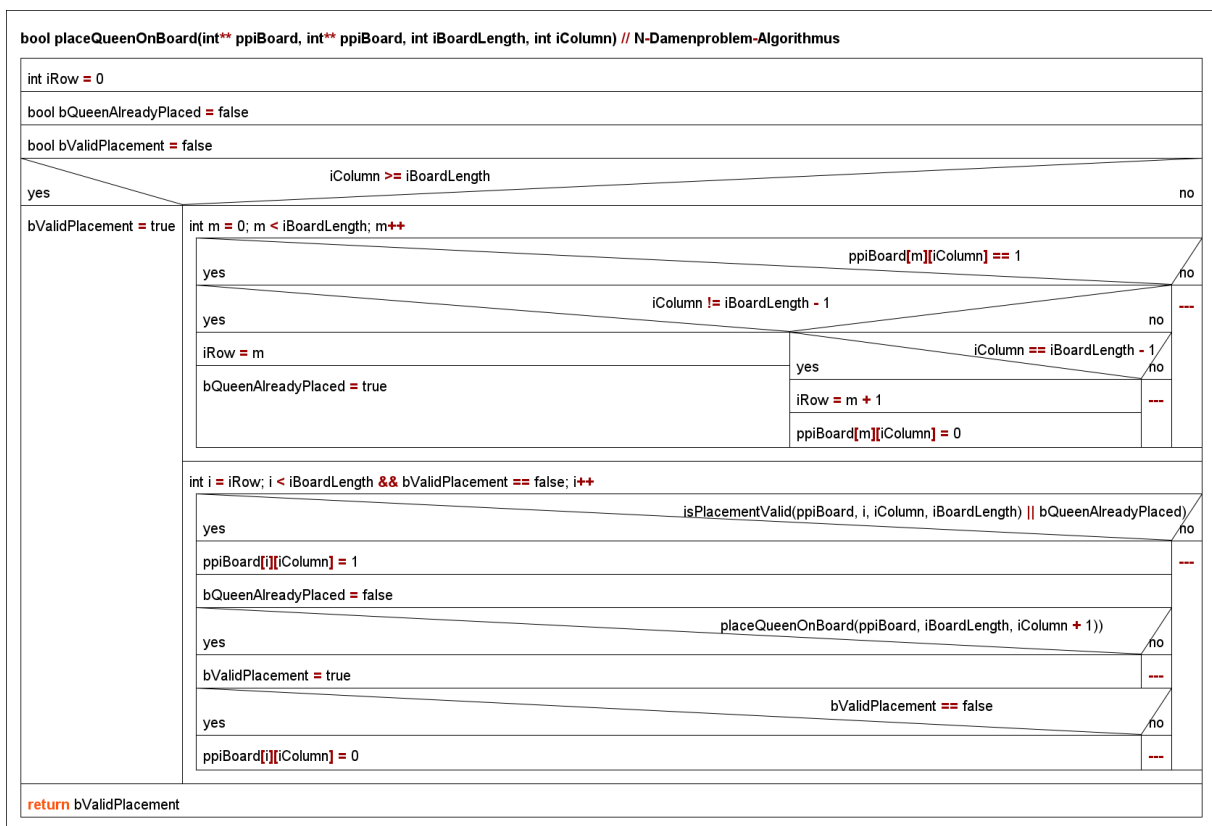 bool placeQueenOnBoard(int** ppiBoard, int** ppiBoard, int iBoardLength, int iColumn) // N-Damenproblem-Algorithmus
int iRow = 0
bool bQueenAlreadyPlaced = false
bool bValidPlacement = false
iColumn >= iBoardLength
yes
no
bValidPlacement = true
int m = 0; m < iBoardLength; m++
ppiBoard[m][iColumn] == 1
yes
no
iColumn != iBoardLength - 1
---
yes
no
iRow = m
iColumn == iBoardLength - 1
yes
no
bQueenAlreadyPlaced = true
iRow = m + 1
---
ppiBoard[m][iColumn] = 0
int i = iRow; i < iBoardLength && bValidPlacement == false; i++
isPlacementValid(ppiBoard, i, iColumn, iBoardLength) || bQueenAlreadyPlaced)
yes
no
ppiBoard[i][iColumn] = 1
---
bQueenAlreadyPlaced = false
placeQueenOnBoard(ppiBoard, iBoardLength, iColumn + 1))
yes
no
bValidPlacement = true
---
bValidPlacement == false
yes
no
ppiBoard[i][iColumn] = 0
---
return bValidPlacement